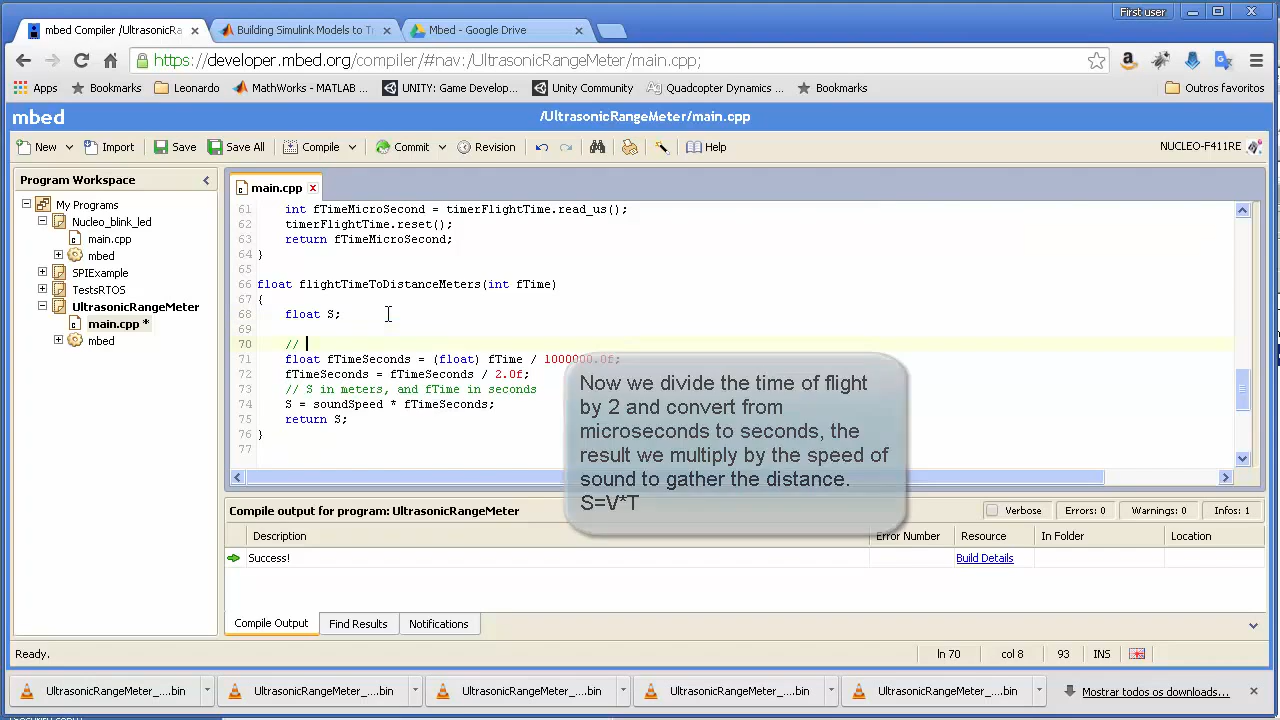 First user
mbed Compiler /UltrasonicRa
Building Simulink Models to T
Mbed - Google Drive
https://developer.mbed.org/compiler/#nav:/UltrasonicRangeMeter/main.cpp;
Apps
Bookmarks
Leonardo
MathWorks - MATLAB ...
UNITY: Game Develop...
Unity Community
Quadcopter Dynamics ...
Bookmarks
Outros Favoritos
mbed
/UltrasonicRangeMeter/main.cpp
New
Import
Save
Save All
Compile
Commit
Revision
Help
NUCLEO-F411RE
Program Workspace
My Programs
Nucleo_blink_led
main.cpp
mbed
SPIExample
TestsRTOS
UltrasonicRangeMeter
main.cpp *
mbed
main.cpp
61 int fTimeMicroSecond = timerFlightTime.read_us();
62 timerFlightTime.reset();
63 return fTimeMicroSecond;
64 }
65
66 float flightTimeToDistanceMeters(int fTime)
67 {
68 float S;
69
70 //
71 float fTimeSeconds = (float) fTime / 1000000.0f;
72 fTimeSeconds = fTimeSeconds / 2.0f;
73 // S in meters, and fTime in seconds
74 S = soundSpeed * fTimeSeconds;
75 return S;
76 }
77
Now we divide the time of flight
by 2 and convert from
microseconds to seconds, the
result we multiply by the speed of
sound to gather the distance.
S=V*T
Compile output for program: UltrasonicRangeMeter
Verbose
Errors: 0
Warnings: 0
Infos: 1
Description
Error Number
Resource
In Folder
Location
Success!
Build Details
Compile Output
Find Results
Notifications
Ready.
ln 70
col 8
93
INS
UltrasonicRangeMeter_....bin
UltrasonicRangeMeter_....bin
UltrasonicRangeMeter_....bin
UltrasonicRangeMeter_....bin
UltrasonicRangeMeter_....bin
Mostrar todos os downloads...